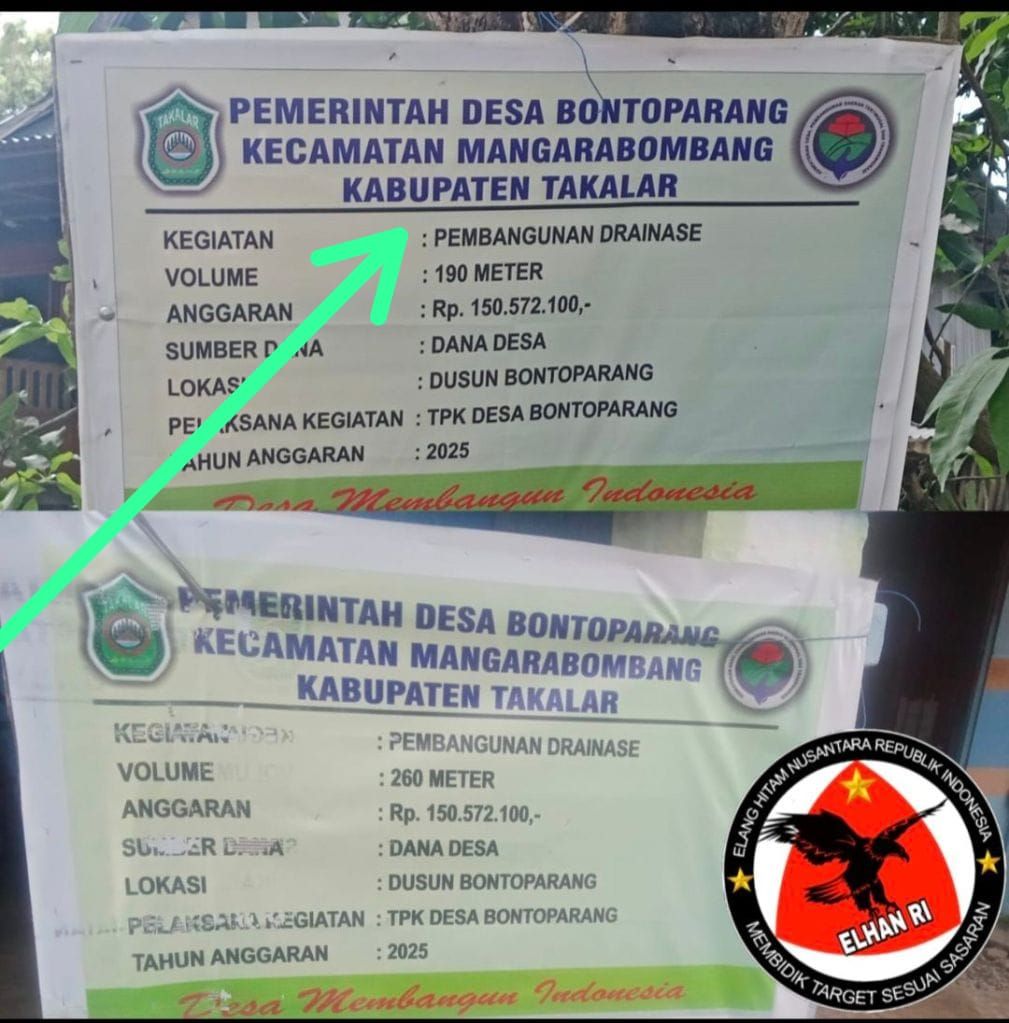 TAKALAR
PEMERINTAH DESA BONTOPARANG
KECAMATAN MANGARABOMBANG
KABUPATEN TAKALAR
KEGIATAN : PEMBANGUNAN DRAINASE
VOLUME : 190 METER
ANGGARAN : Rp. 150.572.100,-
SUMBER DANA : DANA DESA
LOKASI : DUSUN BONTOPARANG
PELAKSANA KEGIATAN : TPK DESA BONTOPARANG
TAHUN ANGGARAN : 2025
Desa Membangun Indonesia
TAKALAR
PEMERINTAH DESA BONTOPARANG
KECAMATAN MANGARABOMBANG
KABUPATEN TAKALAR
KEGIATAN : PEMBANGUNAN DRAINASE
VOLUME : 260 METER
ANGGARAN : Rp. 150.572.100,-
SUMBER DANA : DANA DESA
LOKASI : DUSUN BONTOPARANG
PELAKSANA KEGIATAN : TPK DESA BONTOPARANG
TAHUN ANGGARAN : 2025
Desa Membangun Indonesia
ELANG HITAM NUSANTARA REPUBLIK INDONESIA
ELHAN RI
MEMBIDIK TARGET SESUAI SASARAN